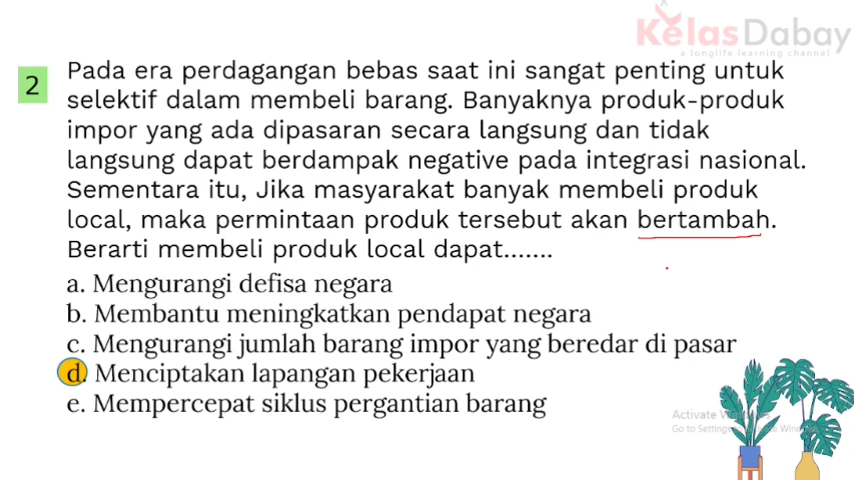 KelasDabay
a longlife learning channel
2
Pada era perdagangan bebas saat ini sangat penting untuk
selektif dalam membeli barang. Banyaknya produk-produk
impor yang ada dipasaran secara langsung dan tidak
langsung dapat berdampak negative pada integrasi nasional.
Sementara itu, Jika masyarakat banyak membeli produk
local, maka permintaan produk tersebut akan bertambah.
Berarti membeli produk local dapat.......
a. Mengurangi defisa negara
b. Membantu meningkatkan pendapat negara
c. Mengurangi jumlah barang impor yang beredar di pasar
d. Menciptakan lapangan pekerjaan
e. Mempercepat siklus pergantian barang
Activate
Go to Settings